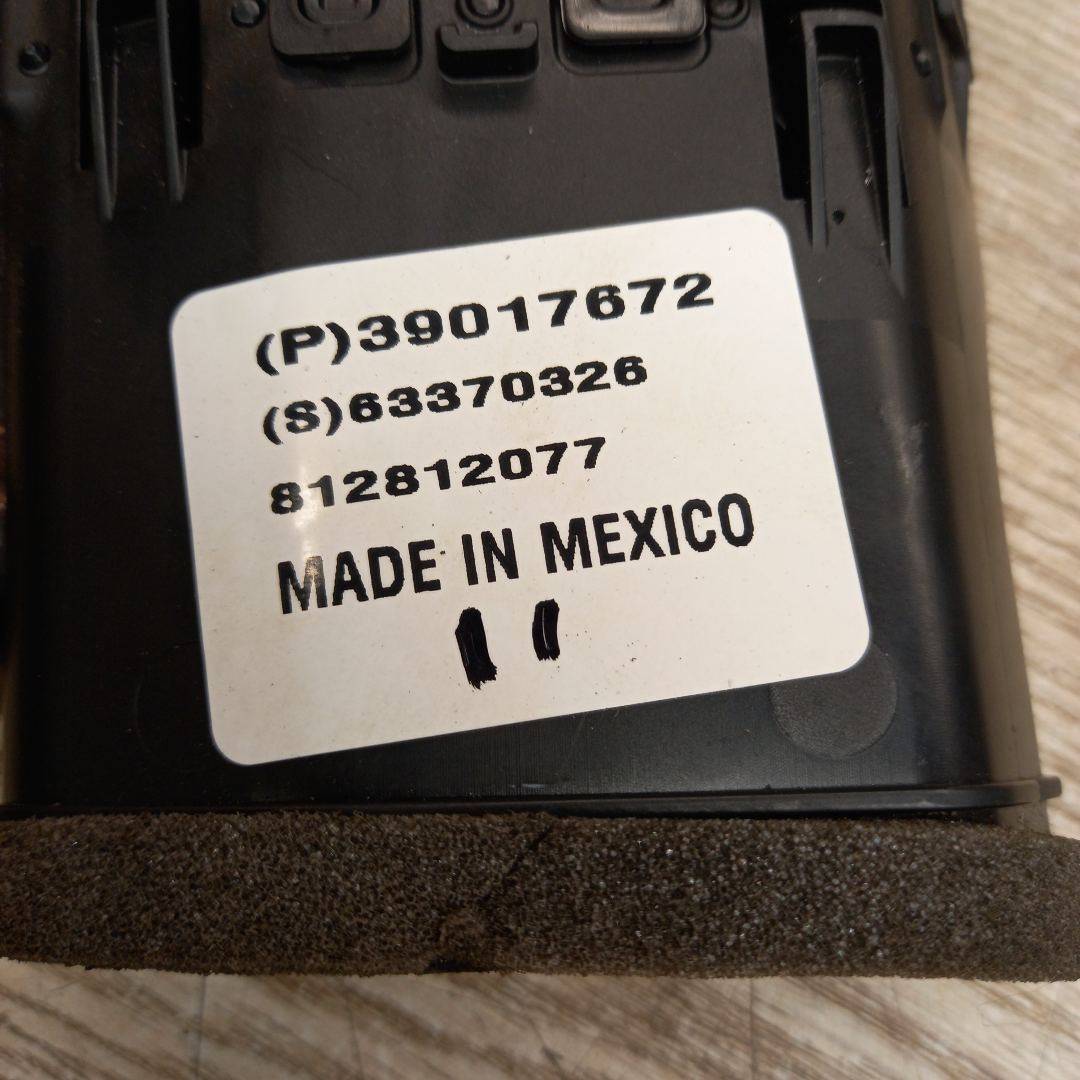 (P)39017672
(S)63370326
812812077
MADE IN MEXICO